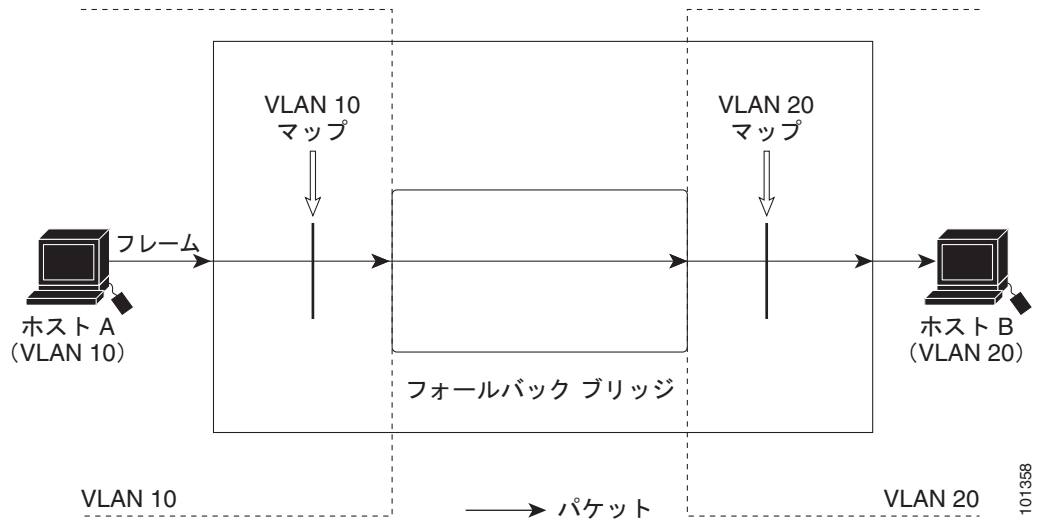 VLAN 10
マップ
VLAN 20
マップ
フレーム
ホスト A
(VLAN 10)
ホスト B
(VLAN 20)
フォールバック ブリッジ
VLAN 10
パケット
VLAN 20
101358